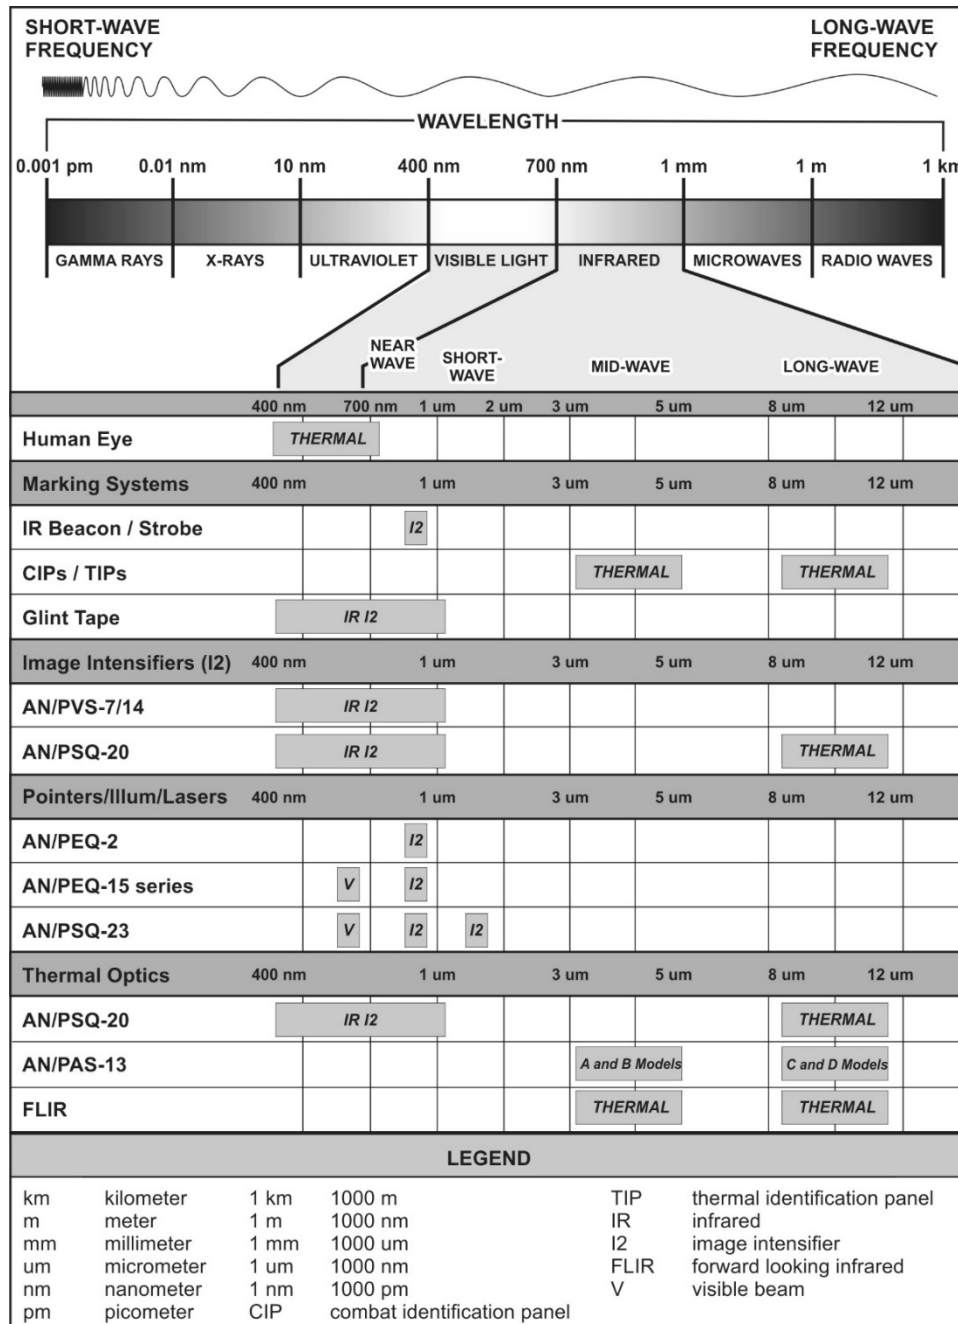 SHORT-WAVE LONG-WAVE
FREQUENCY FREQUENCY
WAVELENGTH
0.001 pm 0.01 nm 10 nm 400 nm 700 nm 1 mm 1 m 1 km
GAMMA RAYS X-RAYS ULTRAVIOLET VISIBLE LIGHT INFRARED MICROWAVES RADIO WAVES
NEAR WAVE SHORT-WAVE MID-WAVE LONG-WAVE
400 nm 700 nm 1 um 2 um 3 um 5 um 8 um 12 um
Human Eye THERMAL
Marking Systems 400 nm 1 um 3 um 5 um 8 um 12 um
IR Beacon / Strobe I2
CIPs / TIPs THERMAL THERMAL
Glint Tape IR I2
Image Intensifiers (I2) 400 nm 1 um 3 um 5 um 8 um 12 um
AN/PVS-7/14 IR I2
AN/PSQ-20 IR I2 THERMAL
Pointers/Illum/Lasers 400 nm 1 um 3 um 5 um 8 um 12 um
AN/PEQ-2 I2
AN/PEQ-15 series V I2
AN/PSQ-23 V I2 I2
Thermal Optics 400 nm 1 um 3 um 5 um 8 um 12 um
AN/PSQ-20 IR I2 THERMAL
AN/PAS-13 A and B Models C and D Models
FLIR THERMAL THERMAL
LEGEND
km kilometer 1 km 1000 m TIP thermal identification panel
m meter 1 m 1000 nm IR infrared
mm millimeter 1 mm 1000 um I2 image intensifier
um micrometer 1 um 1000 nm FLIR forward looking infrared
nm nanometer 1 nm 1000 pm V visible beam
pm picometer CIP combat identification panel